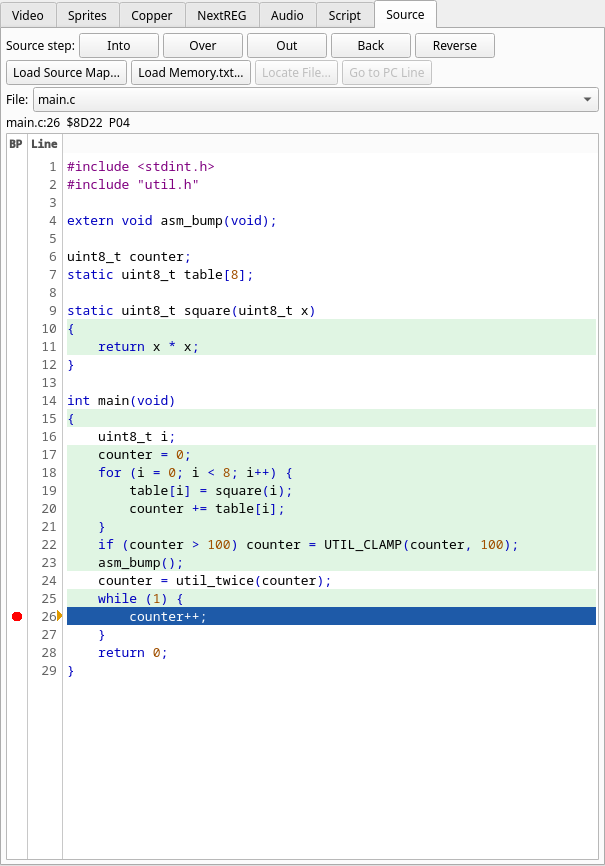 Video Sprites Copper NextREG Audio Script Source
Source step: Into Over Out Back Reverse
Load Source Map... Load Memory.txt... Locate File... Go to PC Line
File: main.c
main.c:26 $8D22 P04
BP Line
1 #include <stdint.h>
2 #include "util.h"
3
4 extern void asm_bump(void);
5
6 uint8_t counter;
7 static uint8_t table[8];
8
9 static uint8_t square(uint8_t x)
10 {
11     return x * x;
12 }
13
14 int main(void)
15 {
16     uint8_t i;
17     counter = 0;
18     for (i = 0; i < 8; i++) {
19         table[i] = square(i);
20         counter += table[i];
21     }
22     if (counter > 100) counter = UTIL_CLAMP(counter, 100);
23     asm_bump();
24     counter = util_twice(counter);
25     while (1) {
26         counter++;
27     }
28     return 0;
29 }